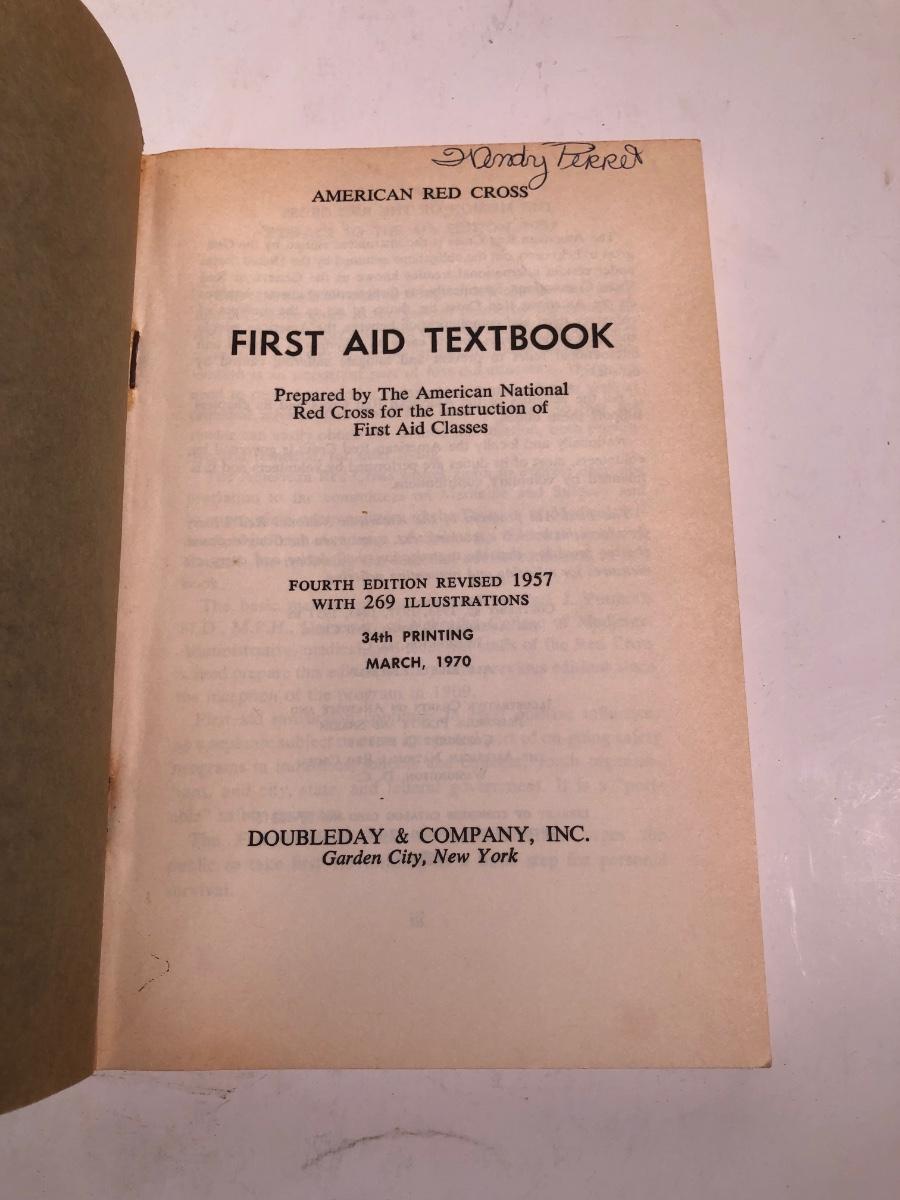 Wendy Perret
AMERICAN RED CROSS
FIRST AID TEXTBOOK
Prepared by The American National
Red Cross for the Instruction of
First Aid Classes
FOURTH EDITION REVISED 1957
WITH 269 ILLUSTRATIONS
34th PRINTING
MARCH, 1970
DOUBLEDAY & COMPANY, INC.
Garden City, New York